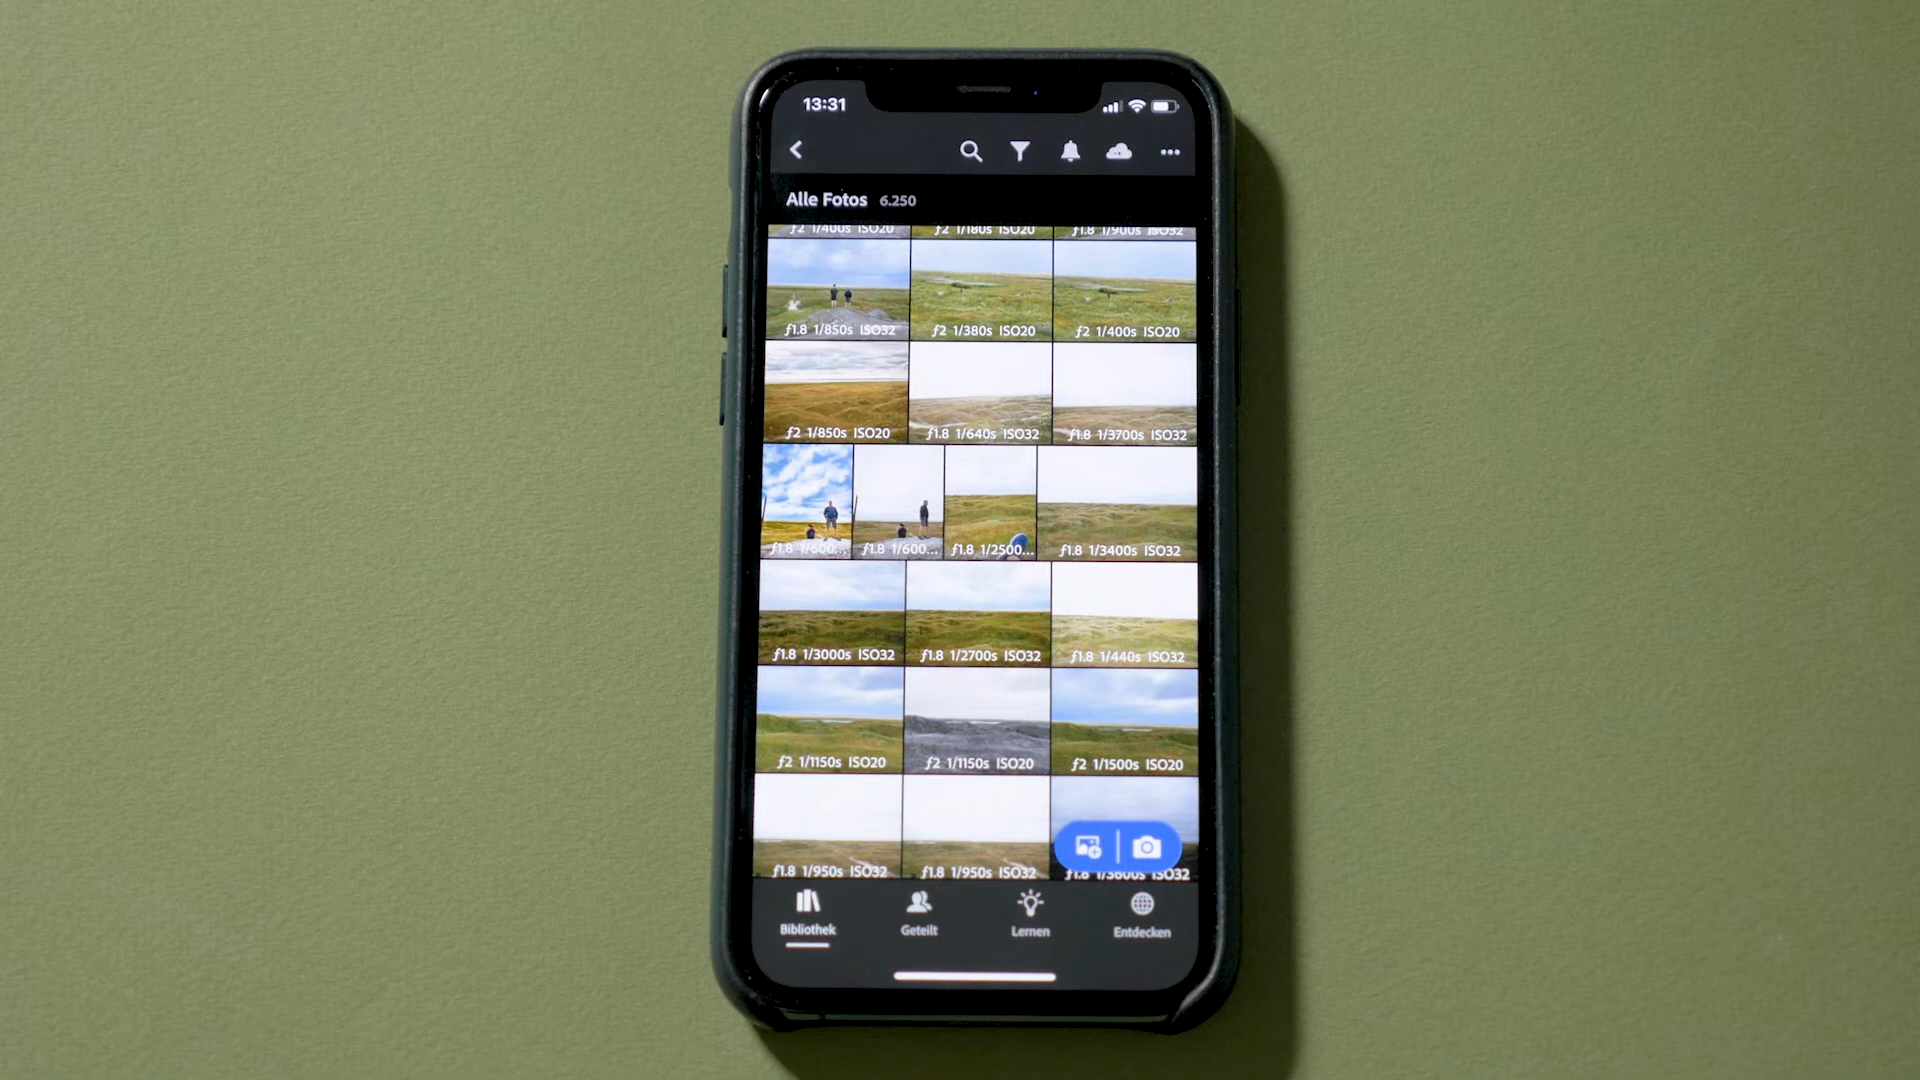 13:31
Alle Fotos 6.250
ƒ2 1/400s ISO20
ƒ2 1/180s ISO20
ƒ1.8 1/900s ISO32
ƒ1.8 1/850s ISO32
ƒ2 1/380s ISO20
ƒ2 1/400s ISO20
ƒ2 1/850s ISO20
ƒ1.8 1/640s ISO32
ƒ1.8 1/3700s ISO32
ƒ1.8 1/600...
ƒ1.8 1/600...
ƒ1.8 1/2500...
ƒ1.8 1/3400s ISO32
ƒ1.8 1/3000s ISO32
ƒ1.8 1/2700s ISO32
ƒ1.8 1/440s ISO32
ƒ2 1/1150s ISO20
ƒ2 1/1150s ISO20
ƒ2 1/1500s ISO20
ƒ1.8 1/950s ISO32
ƒ1.8 1/950s ISO32
ƒ1.8 1/3600s ISO32
Bibliothek
Geteilt
Lernen
Entdecken